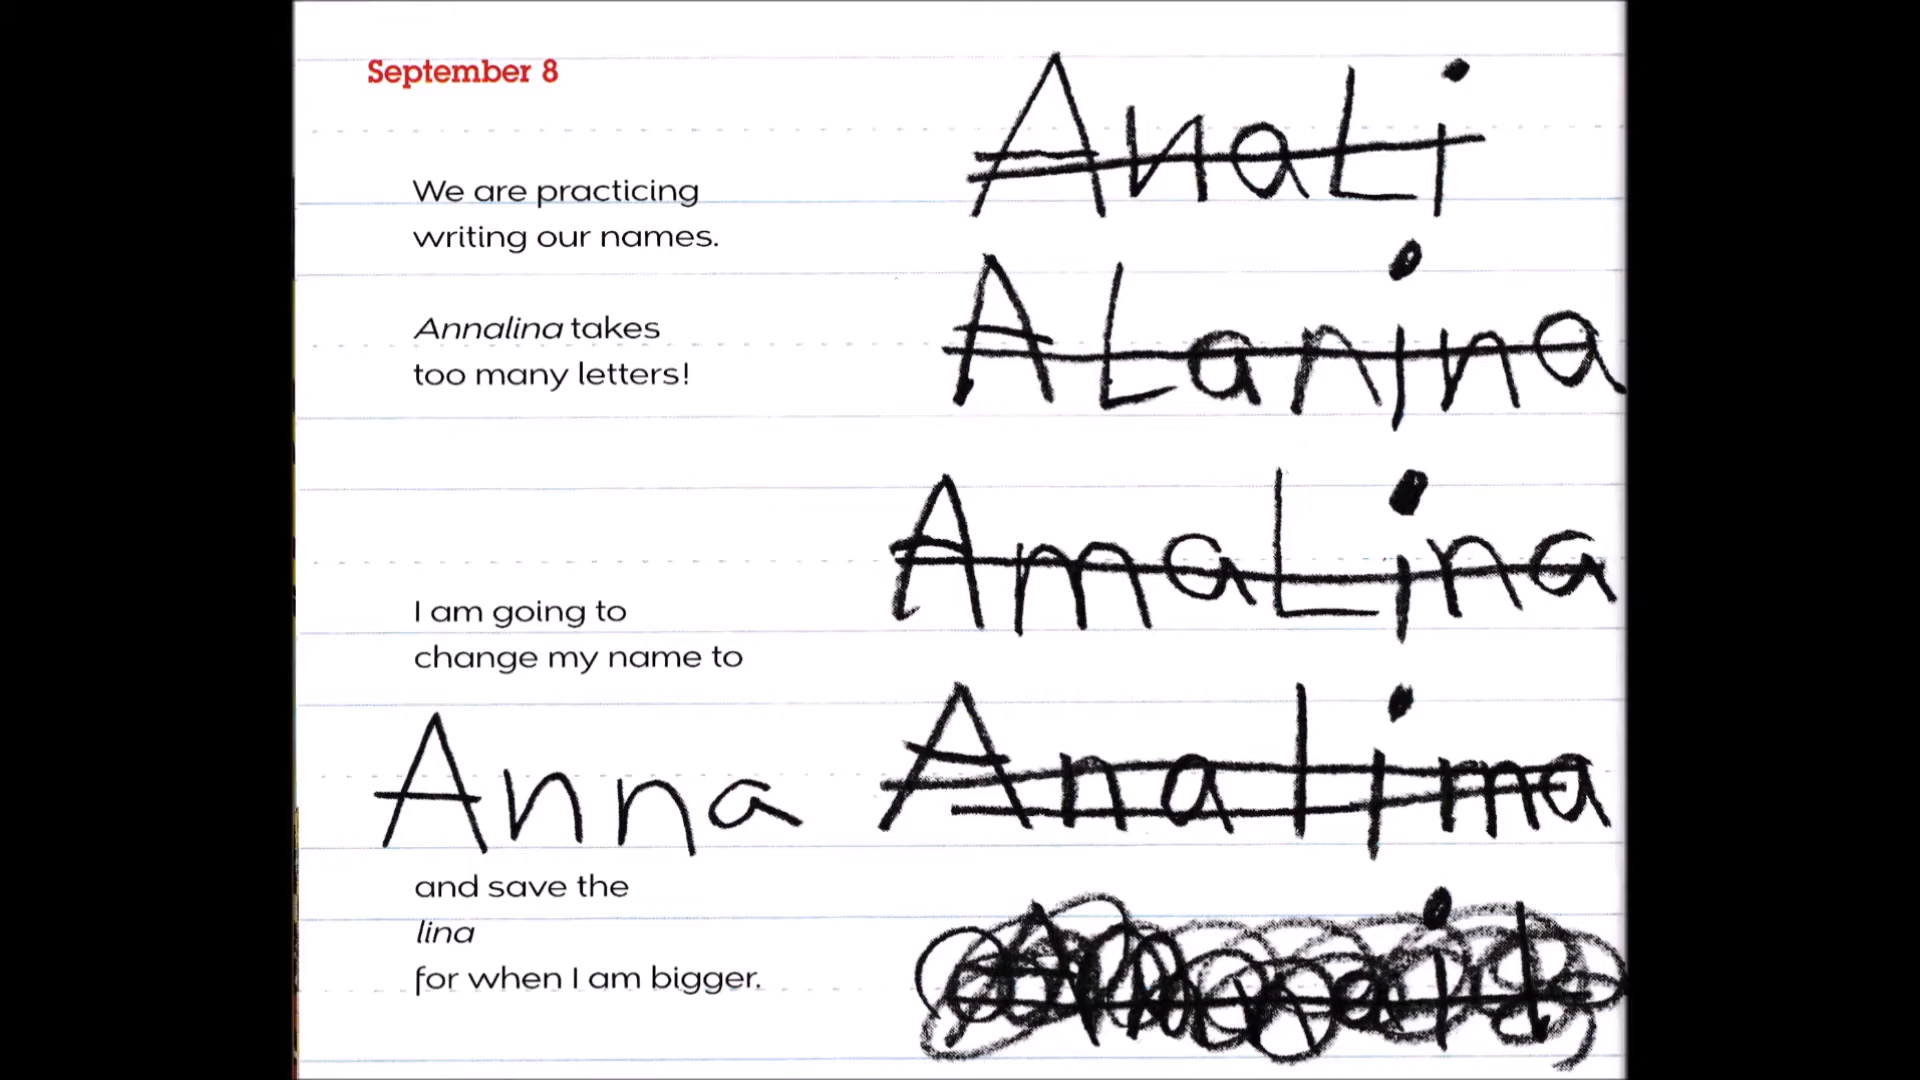 September 8
We are practicing
writing our names.
Annalina takes
too many letters!
I am going to
change my name to
Anna
and save the
lina
for when I am bigger.
AnaLi
ALanina
AmaLina
Analima